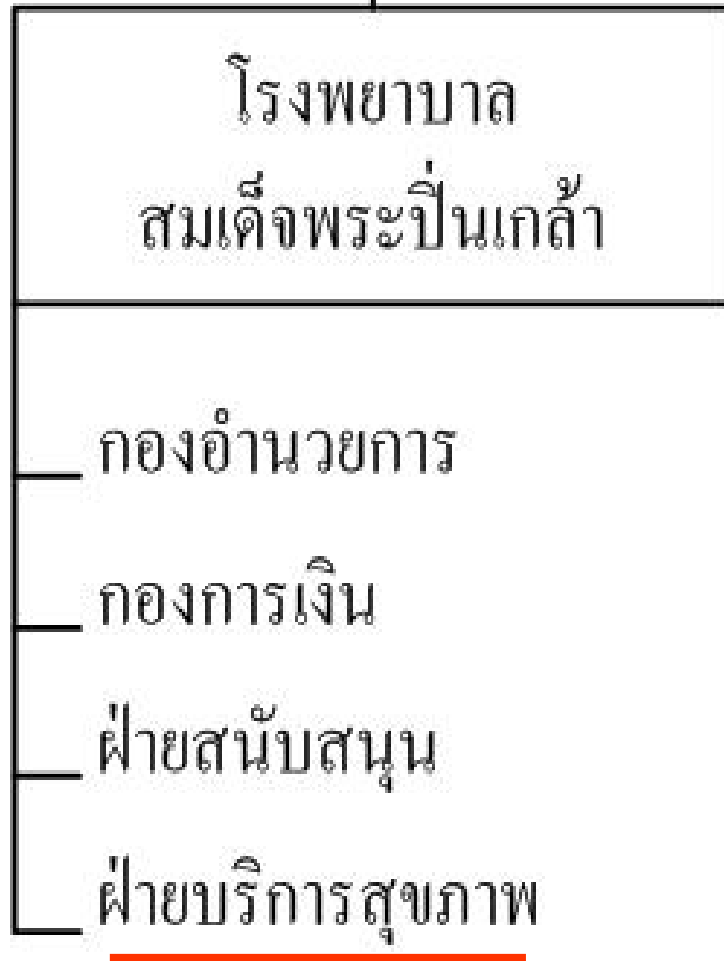 โรงพยาบาล
สมเด็จพระปิ่นเกล้า
กองอำนวยการ
กองการเงิน
ฝ่ายสนับสนุน
ฝ่ายบริการสุขภาพ